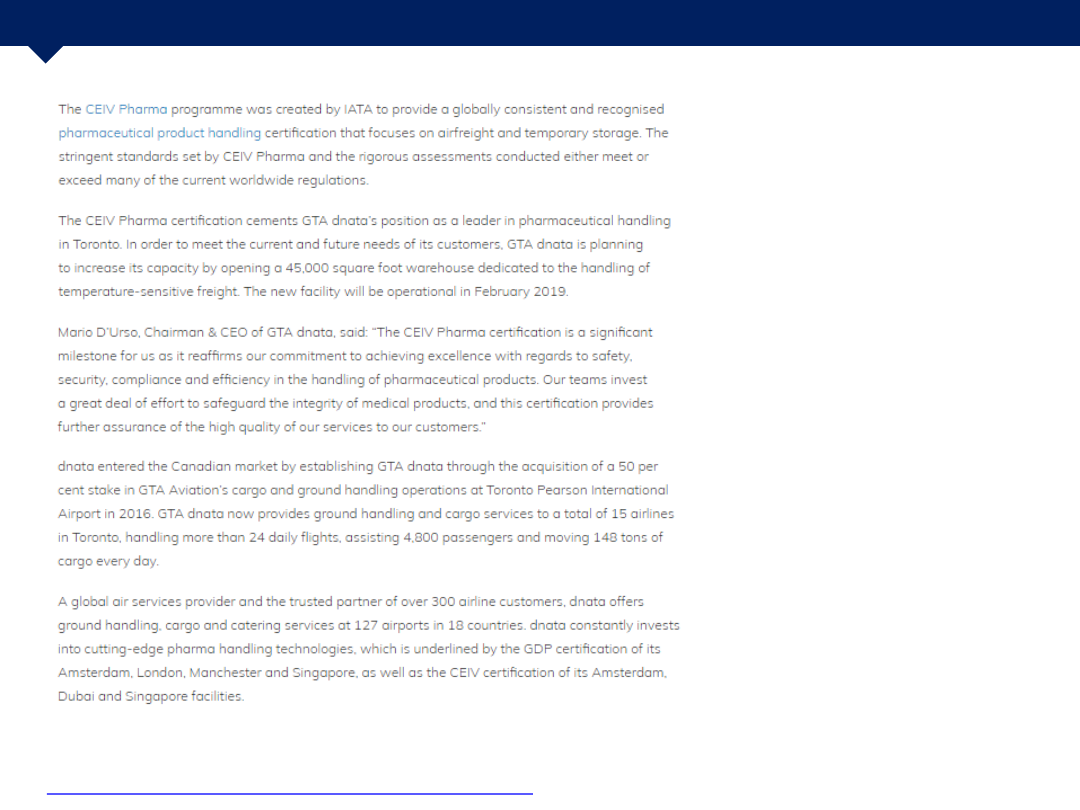 The CEIV Pharma programme was created by IATA to provide a globally consistent and recognised
pharmaceutical product handling certification that focuses on airfreight and temporary storage. The
stringent standards set by CEIV Pharma and the rigorous assessments conducted either meet or
exceed many of the current worldwide regulations.
The CEIV Pharma certification cements GTA dnata's position as a leader in pharmaceutical handling
in Toronto. In order to meet the current and future needs of its customers, GTA dnata is planning
to increase its capacity by opening a 45,000 square foot warehouse dedicated to the handling of
temperature-sensitive freight. The new facility will be operational in February 2019.
Mario D'Urso, Chairman & CEO of GTA dnata, said: "The CEIV Pharma certification is a significant
milestone for us as it reaffirms our commitment to achieving excellence with regards to safety,
security, compliance and efficiency in the handling of pharmaceutical products. Our teams invest
a great deal of effort to safeguard the integrity of medical products, and this certification provides
further assurance of the high quality of our services to our customers."
dnata entered the Canadian market by establishing GTA dnata through the acquisition of a 50 per
cent stake in GTA Aviation's cargo and ground handling operations at Toronto Pearson International
Airport in 2016. GTA dnata now provides ground handling and cargo services to a total of 15 airlines
in Toronto, handling more than 24 daily flights, assisting 4,800 passengers and moving 148 tons of
cargo every day.
A global air services provider and the trusted partner of over 300 airline customers, dnata offers
ground handling, cargo and catering services at 127 airports in 18 countries. dnata constantly invests
into cutting-edge pharma handling technologies, which is underlined by the GDP certification of its
Amsterdam, London, Manchester and Singapore, as well as the CEIV certification of its Amsterdam,
Dubai and Singapore facilities.